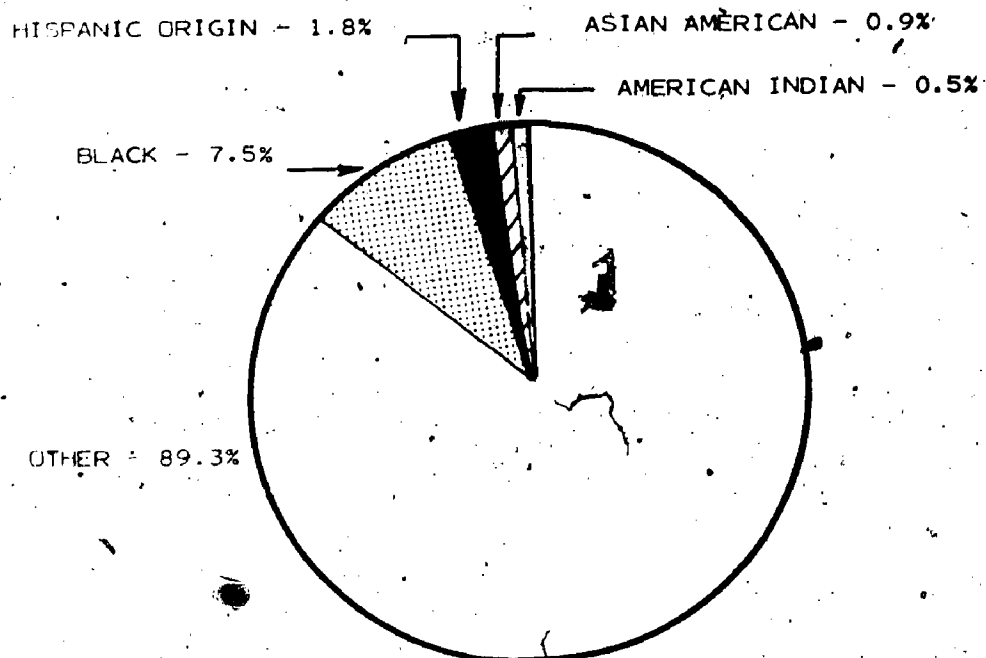 HISPANIC ORIGIN - 1.8%
ASIAN AMERICAN - 0.9%
AMERICAN INDIAN - 0.5%
BLACK - 7.5%
OTHER - 89.3%